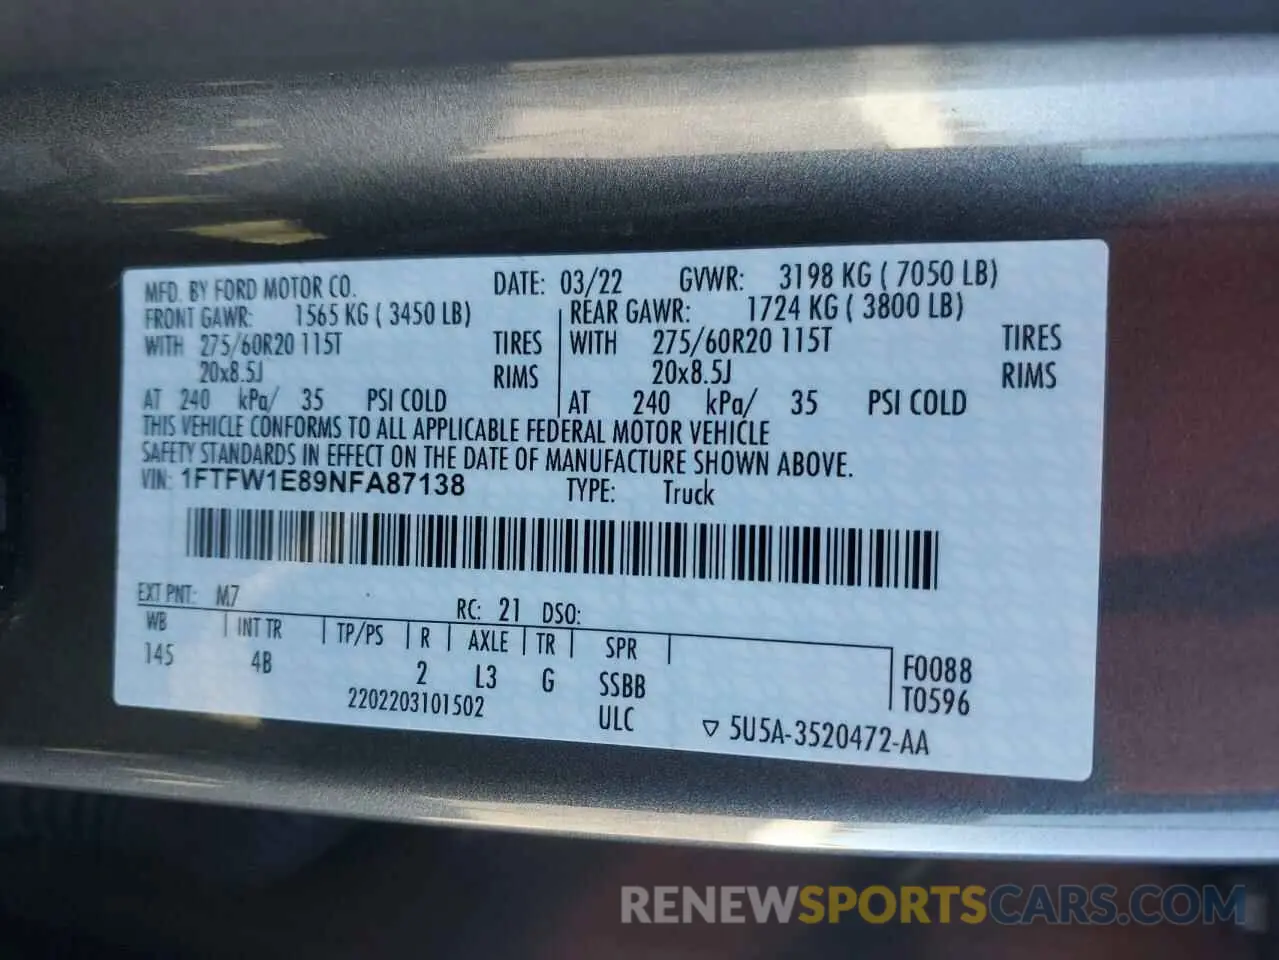 MFD. BY FORD MOTOR CO. DATE: 03/22 GVWR: 3198 KG ( 7050 LB)
FRONT GAWR: 1565 KG ( 3450 LB) REAR GAWR: 1724 KG ( 3800 LB)
WITH 275/60R20 115T TIRES WITH 275/60R20 115T TIRES
20x8.5J RIMS 20x8.5J RIMS
AT 240 kPa/ 35 PSI COLD AT 240 kPa/ 35 PSI COLD
THIS VEHICLE CONFORMS TO ALL APPLICABLE FEDERAL MOTOR VEHICLE
SAFETY STANDARDS IN EFFECT ON THE DATE OF MANUFACTURE SHOWN ABOVE.
VIN: 1FTFW1E89NFA87138 TYPE: Truck
EXT PNT: M7 RC: 21 DSO:
WB INT TR TP/PS R AXLE TR SPR F0088
145 4B 2 L3 G SSBB T0596
2202203101502 ULC ▽ 5U5A-3520472-AA
RENEWSPORTSCARS.COM